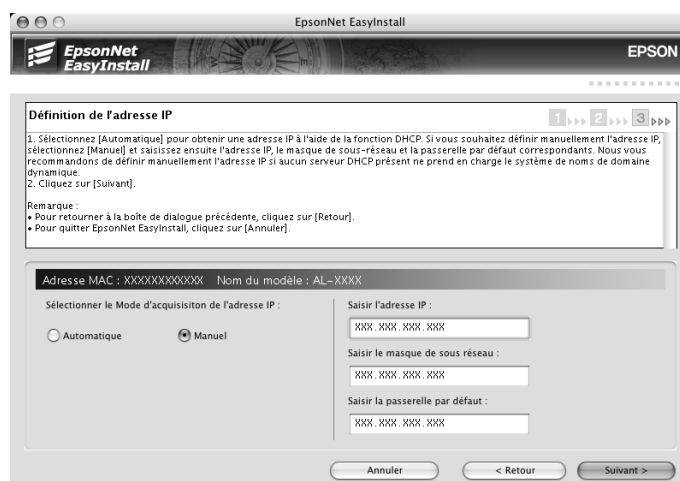 EpsonNet EasyInstall
EpsonNet
EasyInstall
EPSON
Définition de l'adresse IP
1 2 3
1. Sélectionnez [Automatique] pour obtenir une adresse IP à l'aide de la fonction DHCP. Si vous souhaitez définir manuellement l'adresse IP,
sélectionnez [Manuel] et saisissez ensuite l'adresse IP, le masque de sous-réseau et la passerelle par défaut correspondants. Nous vous
recommandons de définir manuellement l'adresse IP si aucun serveur DHCP présent ne prend en charge le système de noms de domaine
dynamique.
2. Cliquez sur [Suivant].
Remarque :
• Pour retourner à la boîte de dialogue précédente, cliquez sur [Retour].
• Pour quitter EpsonNet EasyInstall, cliquez sur [Annuler].
Adresse MAC : XXXXXXXXXXXX Nom du modèle : AL-XXXX
Sélectionner le Mode d'acquisisiton de l'adresse IP :
Automatique Manuel
Saisir l'adresse IP :
XXX.XXX.XXX.XXX
Saisir le masque de sous réseau :
XXX.XXX.XXX.XXX
Saisir la passerelle par défaut :
XXX.XXX.XXX.XXX
Annuler < Retour Suivant >